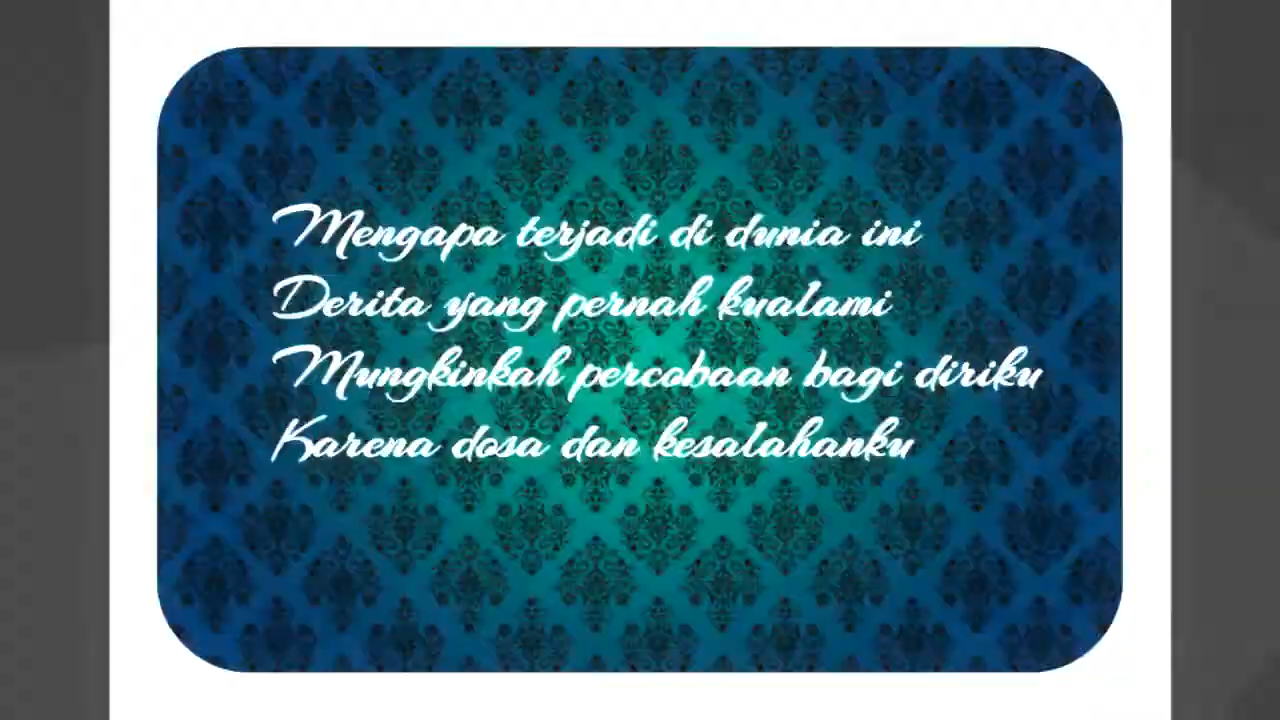 Mengapa terjadi di dunia ini
Derita yang pernah kualami
Mungkinkah percobaan bagi diriku
Karena dosa dan kesalahanku